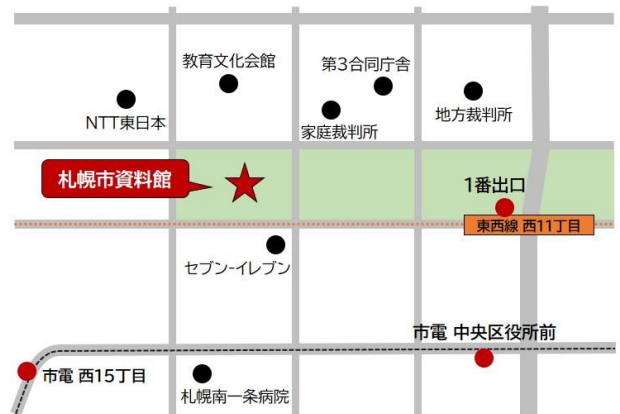 教育文化会館
第3合同庁舎
NTT東日本
家庭裁判所
地方裁判所
札幌市資料館
1番出口
東西線 西11丁目
セブン-イレブン
市電 中央区役所前
市電 西15丁目
札幌南一条病院